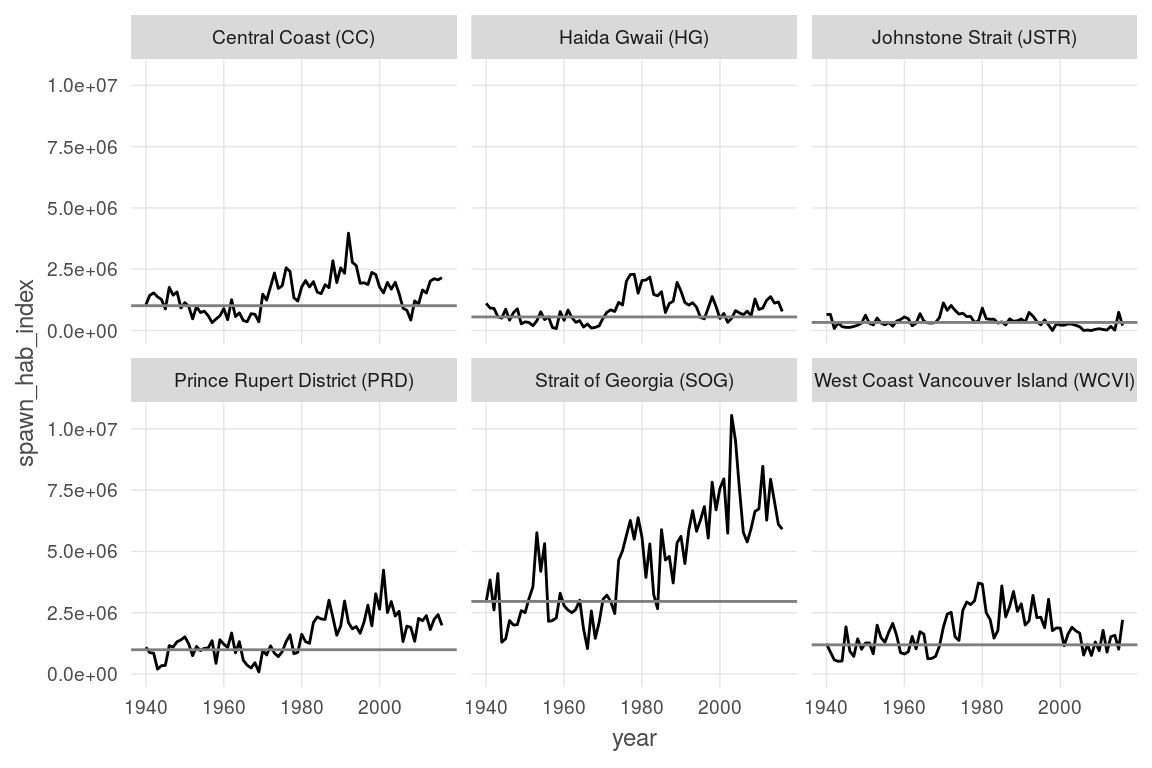 Central Coast (CC)
Haida Gwaii (HG)
Johnstone Strait (JSTR)
1.0e+07
7.5e+06
5.0e+06
2.5e+06
0.0e+00
Prince Rupert District (PRD)
Strait of Georgia (SOG)
West Coast Vancouver Island (WCVI)
1.0e+07
7.5e+06
5.0e+06
2.5e+06
0.0e+00
spawn_hab_index
1940 1960 1980 2000 1940 1960 1980 2000 1940 1960 1980 2000
year